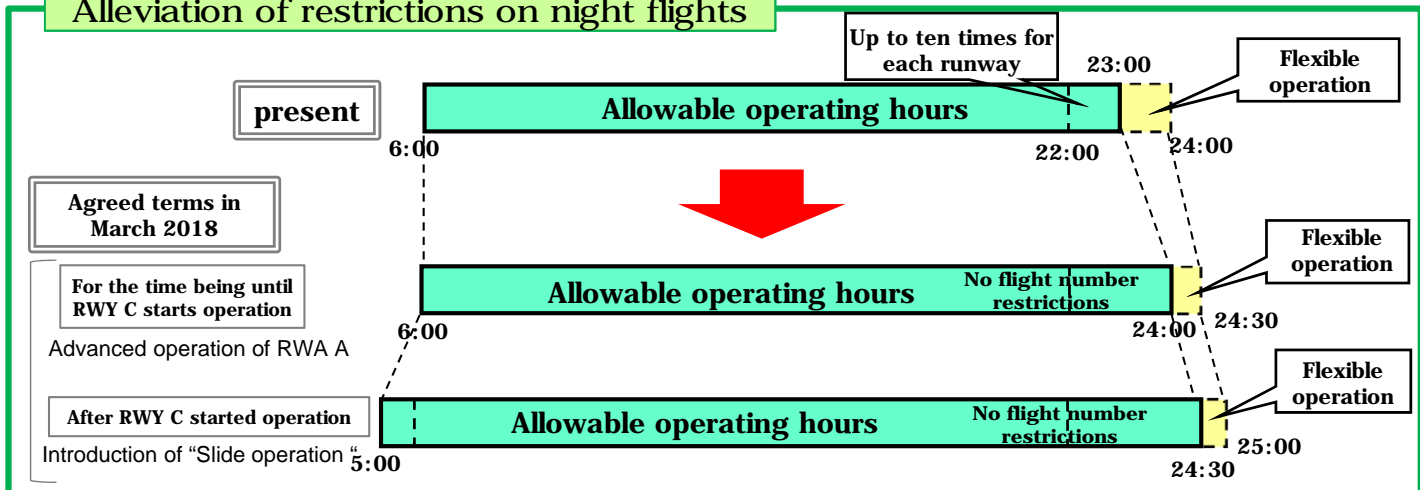 Alleviation of restrictions on night flights
Up to ten times for
each runway
23:00
Flexible
operation
present
Allowable operating hours
6:00
22:00
24:00
Agreed terms in
March 2018
Flexible
operation
For the time being until
RWY C starts operation
Allowable operating hours
No flight number
restrictions
6:00
24:00
24:30
Advanced operation of RWA A
Flexible
operation
After RWY C started operation
Allowable operating hours
No flight number
restrictions
Introduction of “Slide operation “
5:00
24:30
25:00